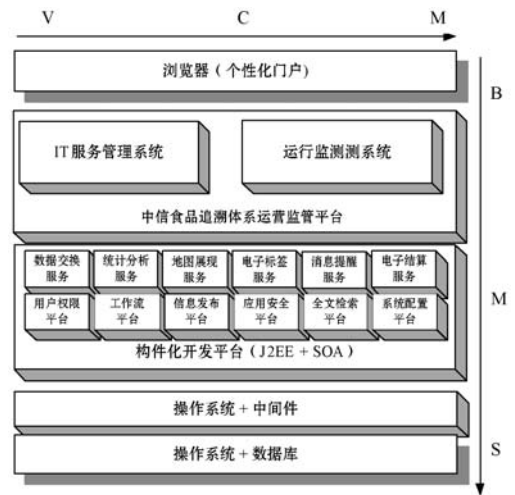 V C M
浏览器（个性化门户)
B
IT 服务管理系统 运行监测测系统
中信食品追溯体系运营监管平台
数据交换 统计分析 地图展现 电子标签 消息提醒 电子结算
服务 服务 服务 服务 服务 服务
M
用户权限 工作流 信息发布 应用安全 全文检索 系统配置
平台 平台 平台 平台 平台 平台
构件化开发平台（J2EE + SOA）
操作系统 + 中间件
操作系统 + 数据库
S